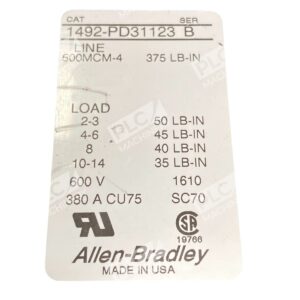 CAT SER
1492-PD31123 B
LINE
500MCM-4 375 LB-IN
LOAD
2-3 50 LB-IN
4-6 45 LB-IN
8 40 LB-IN
10-14 35 LB-IN
600 V 1610
380 A CU75 SC70
19766
Allen-Bradley
MADE IN USA